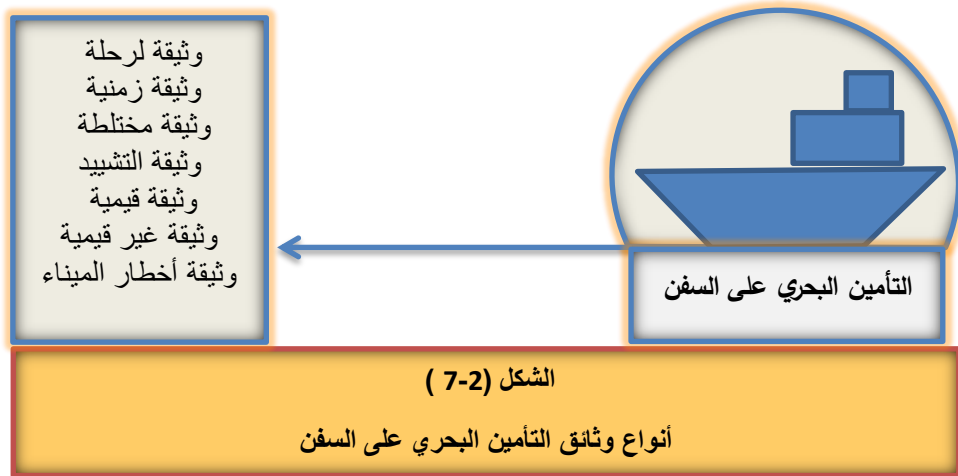 وثيقة لرحلة
وثيقة زمنية
وثيقة مختلطة
وثيقة التشييد
وثيقة قيمية
وثيقة غير قيمية
وثيقة أخطار الميناء
التأمين البحري على السفن
الشكل (2-7 )
أنواع وثائق التأمين البحري على السفن